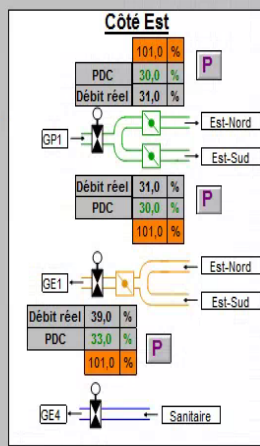 Côté Est
101,0 %
PDC 30,0 % P
Débit réel 31,0 %
GP1 Est-Nord
Est-Sud
Débit réel 31,0 %
PDC 30,0 % P
101,0 %
Est-Nord
GE1
Est-Sud
Débit réel 39,0 %
PDC 33,0 % P
101,0 %
GE4 Sanitaire